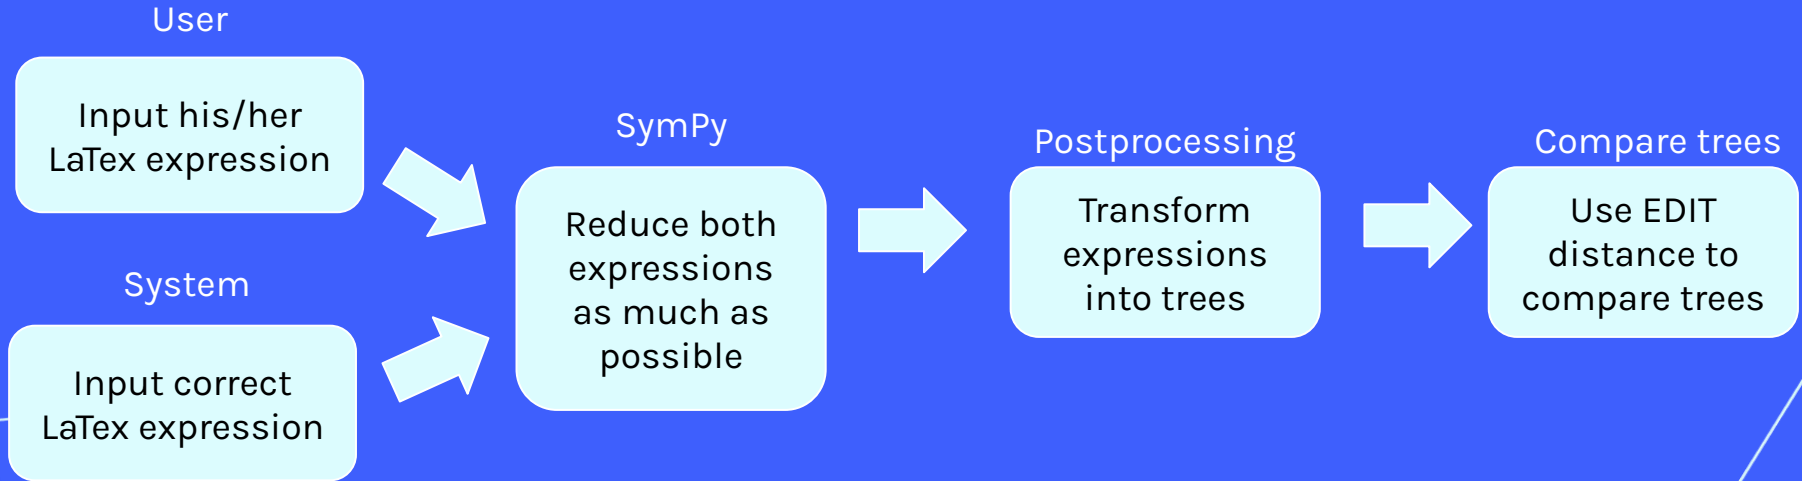 User
Input his/her
LaTex expression
System
Input correct
LaTex expression
SymPy
Reduce both
expressions
as much as
possible
Postprocessing
Transform
expressions
into trees
Compare trees
Use EDIT
distance to
compare trees